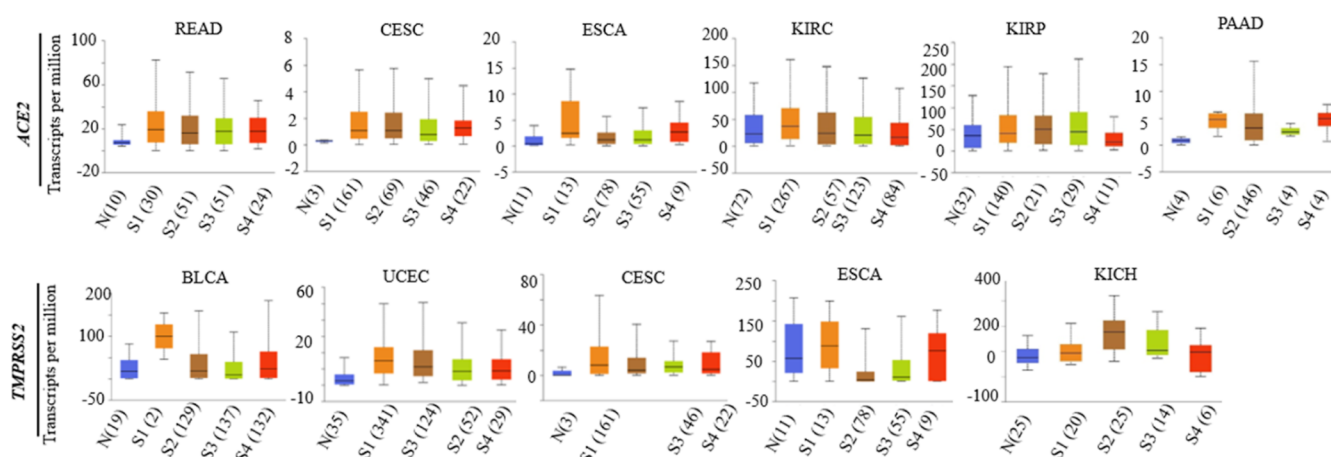 READ
CESC
ESCA
KIRC
KIRP
PAAD
ACE2
Transcripts per million
100
60
20
-20
8
6
4
2
0
-2
20
15
10
5
0
-5
200
150
100
50
0
- 50
250
200
150
100
50
0
- 50
20
15
10
5
0
-5
N(10)
S1 (30)
S2 (51)
S3 (51)
S4 (24)
N(3)
S1 (161)
S2 (69)
S3 (46)
S4 (22)
N(11)
S1 (13)
S2 (78)
S3 (55)
S4 (9)
N(72)
S1 (267)
S2 (57)
S3 (123)
S4 (84)
N(32)
S1 (140)
S2 (21)
S3 (29)
S4 (11)
N(4)
S1 (6)
S2 (146)
S3 (4)
S4 (4)
BLCA
UCEC
CESC
ESCA
KICH
TMPRSS2
Transcripts per million
200
100
-50
60
20
-10
80
40
0
250
150
50
-50
400
200
0
-100
N(19)
S1 (2)
S2 (129)
S3 (137)
S4 (132)
N(35)
S1 (341)
S3 (124)
S2 (52)
S4 (29)
N(3)
S1 (161)
S3 (46)
S4 (22)
N(11)
S1 (13)
S2 (78)
S3 (55)
S4 (9)
N(25)
S1 (20)
S2 (25)
S3 (14)
S4 (6)